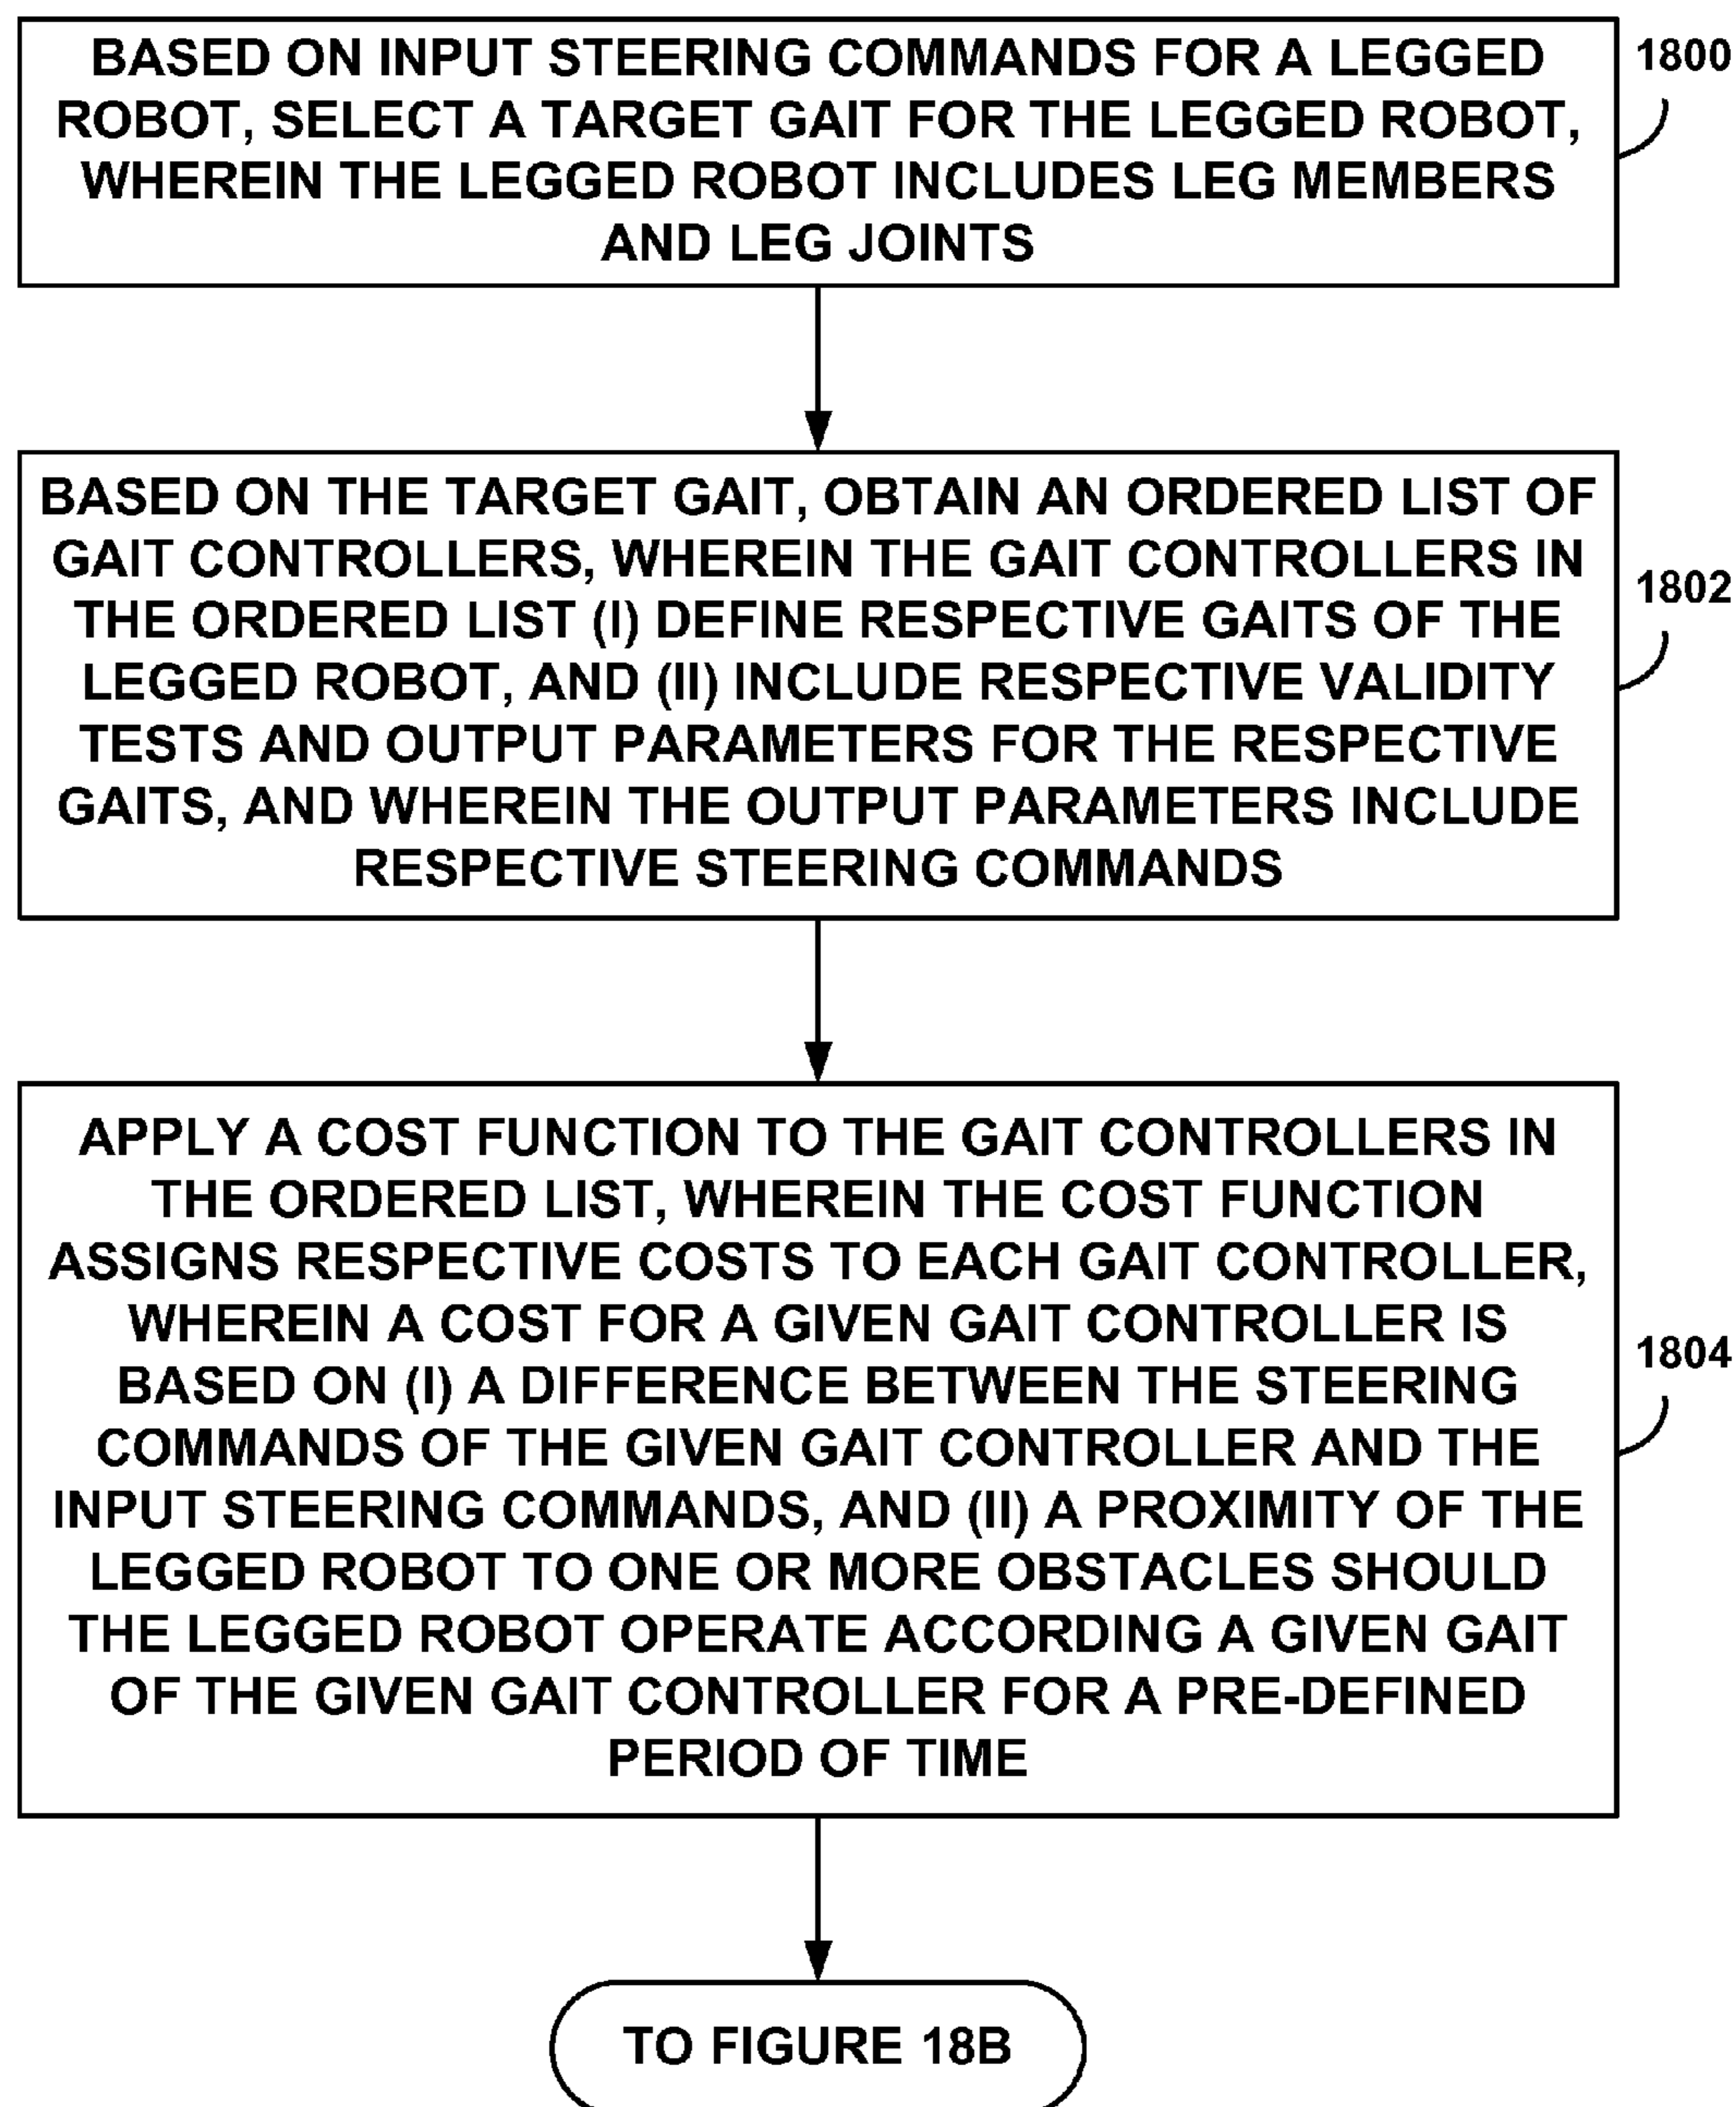 BASED ON INPUT STEERING COMMANDS FOR A LEGGED
ROBOT, SELECT A TARGET GAIT FOR THE LEGGED ROBOT,
WHEREIN THE LEGGED ROBOT INCLUDES LEG MEMBERS
AND LEG JOINTS
1800
BASED ON THE TARGET GAIT, OBTAIN AN ORDERED LIST OF
GAIT CONTROLLERS, WHEREIN THE GAIT CONTROLLERS IN
THE ORDERED LIST (I) DEFINE RESPECTIVE GAITS OF THE
LEGGED ROBOT, AND (II) INCLUDE RESPECTIVE VALIDITY
TESTS AND OUTPUT PARAMETERS FOR THE RESPECTIVE
GAITS, AND WHEREIN THE OUTPUT PARAMETERS INCLUDE
RESPECTIVE STEERING COMMANDS
1802
APPLY A COST FUNCTION TO THE GAIT CONTROLLERS IN
THE ORDERED LIST, WHEREIN THE COST FUNCTION
ASSIGNS RESPECTIVE COSTS TO EACH GAIT CONTROLLER,
WHEREIN A COST FOR A GIVEN GAIT CONTROLLER IS
BASED ON (I) A DIFFERENCE BETWEEN THE STEERING
COMMANDS OF THE GIVEN GAIT CONTROLLER AND THE
INPUT STEERING COMMANDS, AND (II) A PROXIMITY OF THE
LEGGED ROBOT TO ONE OR MORE OBSTACLES SHOULD
THE LEGGED ROBOT OPERATE ACCORDING A GIVEN GAIT
OF THE GIVEN GAIT CONTROLLER FOR A PRE-DEFINED
PERIOD OF TIME
1804
TO FIGURE 18B